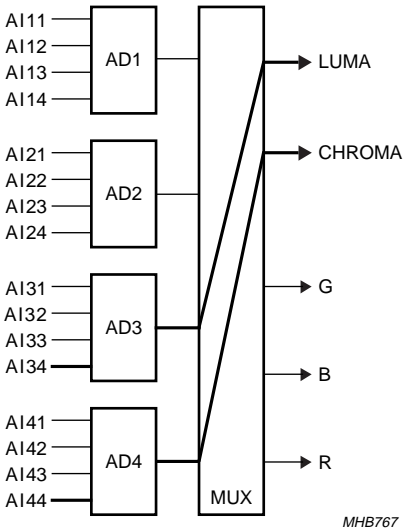 AI11
AI12
AI13
AI14
AD1
AI21
AI22
AI23
AI24
AD2
AI31
AI32
AI33
AI34
AD3
AI41
AI42
AI43
AI44
AD4
MUX
LUMA
CHROMA
G
B
R
MHB767